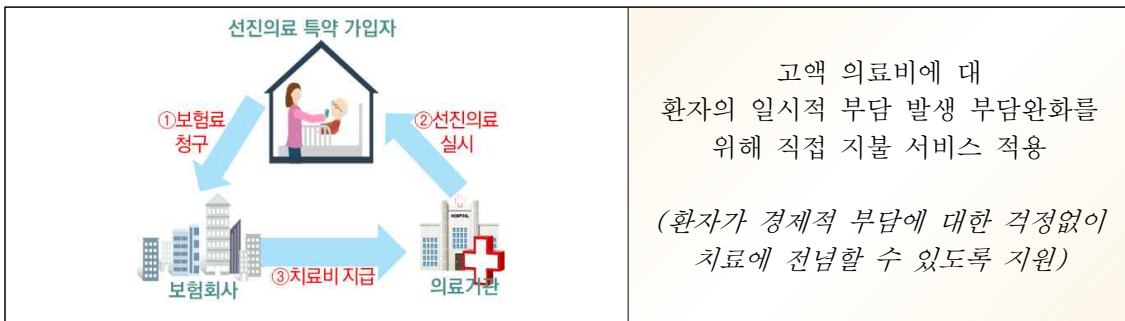 선진의료 특약 가입자
①보험료
청구
②선진의료
실시
HOSPITAL
③치료비 지급
보험회사
의료기관
고액 의료비에 대
환자의 일시적 부담 발생 부담완화를
위해 직접 지불 서비스 적용
(환자가 경제적 부담에 대한 걱정없이
치료에 전념할 수 있도록 지원)